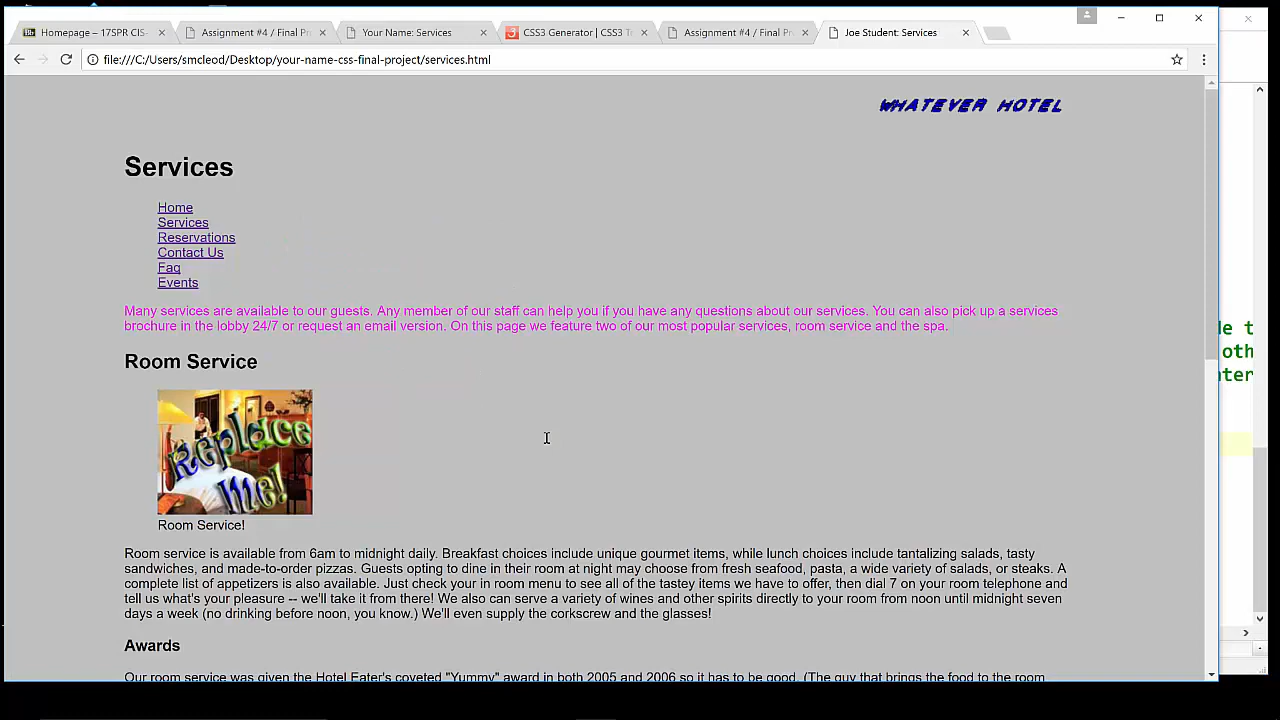 Homepage – 17SPR CIS-
Assignment #4 / Final Pr
Your Name: Services
CSS3 Generator | CSS3 T
Assignment #4 / Final Pr
Joe Student: Services
file:///C:/Users/smcleod/Desktop/your-name-css-final-project/services.html
WHATEVER HOTEL
Services
Home
Services
Reservations
Contact Us
Faq
Events
Many services are available to our guests. Any member of our staff can help you if you have any questions about our services. You can also pick up a services
brochure in the lobby 24/7 or request an email version. On this page we feature two of our most popular services, room service and the spa.
Room Service
Replace
Me!
Room Service!
Room service is available from 6am to midnight daily. Breakfast choices include unique gourmet items, while lunch choices include tantalizing salads, tasty
sandwiches, and made-to-order pizzas. Guests opting to dine in their room at night may choose from fresh seafood, pasta, a wide variety of salads, or steaks. A
complete list of appetizers is also available. Just check your in room menu to see all of the tastey items we have to offer, then dial 7 on your room telephone and
tell us what's your pleasure -- we'll take it from there! We also can serve a variety of wines and other spirits directly to your room from noon until midnight seven
days a week (no drinking before noon, you know.) We'll even supply the corkscrew and the glasses!
Awards
Our room service was given the Hotel Eater's coveted "Yummy" award in both 2005 and 2006 so it has to be good. (The guy that brings the food to the room